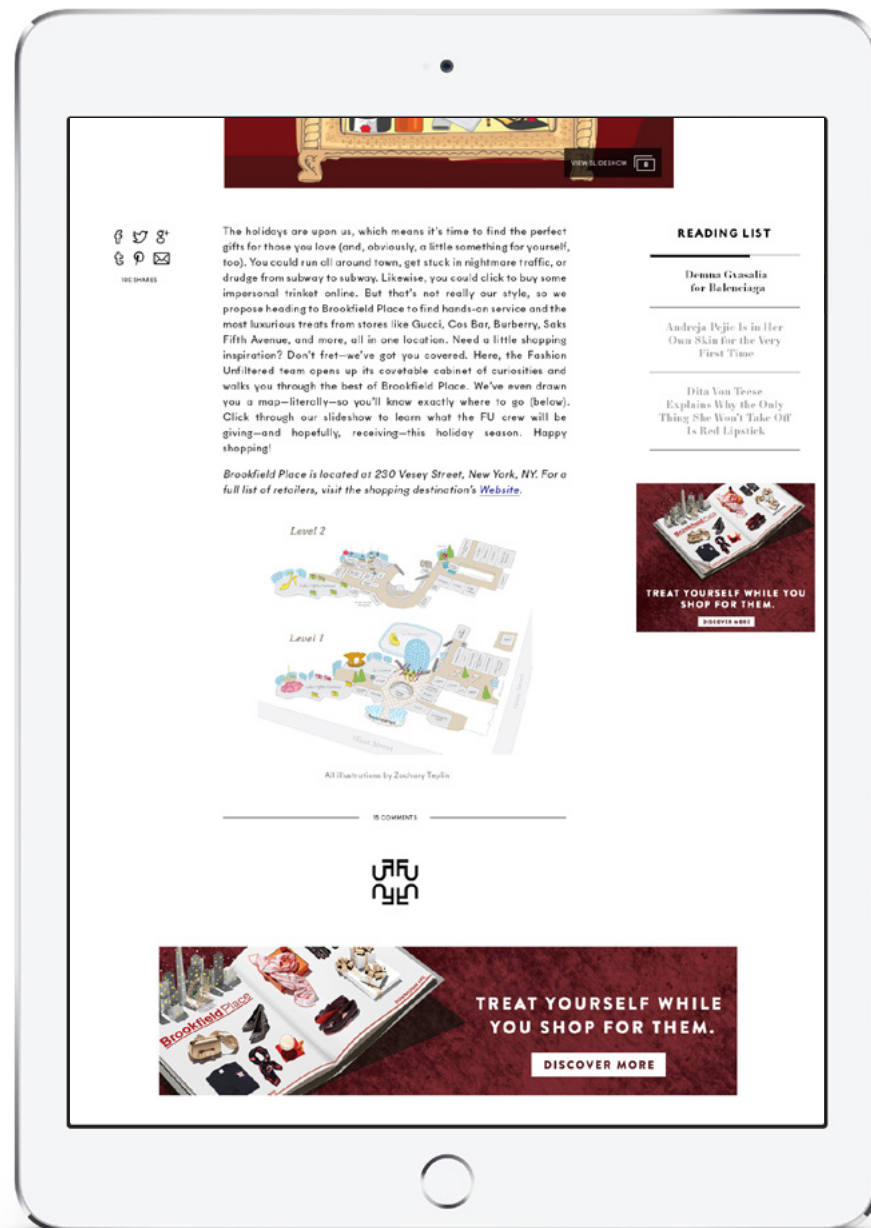 VIEW SLIDESHOW
The holidays are upon us, which means it's time to find the perfect
gifts for those you love (and, obviously, a little something for yourself,
too). You could run all around town, get stuck in nightmare traffic, or
drudge from subway to subway. Likewise, you could click to buy some
impersonal trinket online. But that's not really our style, so we
propose heading to Brookfield Place to find hands-on service and the
most luxurious treats from stores like Gucci, Cos Bar, Burberry, Saks
Fifth Avenue, and more, all in one location. Need a little shopping
inspiration? Don't fret—we've got you covered. Here, the Fashion
Unfiltered team opens up its covetable cabinet of curiosities and
walks you through the best of Brookfield Place. We've even drawn
you a map—literally—so you'll know exactly where to go (below).
Click through our slideshow to learn what the FU crew will be
giving—and hopefully, receiving—this holiday season. Happy
shopping!
Brookfield Place is located at 230 Vesey Street, New York, NY. For a
full list of retailers, visit the shopping destination's Website.
Level 2
Level 1
West Street
All illustrations by Zachary Teplin
15 COMMENTS
SHARES
READING LIST
Demna Gvasalia
for Balenciaga
Andreja Pejic Is in Her
Own Skin for the Very
First Time
Dita Von Teese
Explains Why the Only
Thing She Won't Take Off
Is Red Lipstick
Brookfield Place
TREAT YOURSELF WHILE YOU
SHOP FOR THEM.
DISCOVER MORE
Brookfield Place
TREAT YOURSELF WHILE
YOU SHOP FOR THEM.
DISCOVER MORE